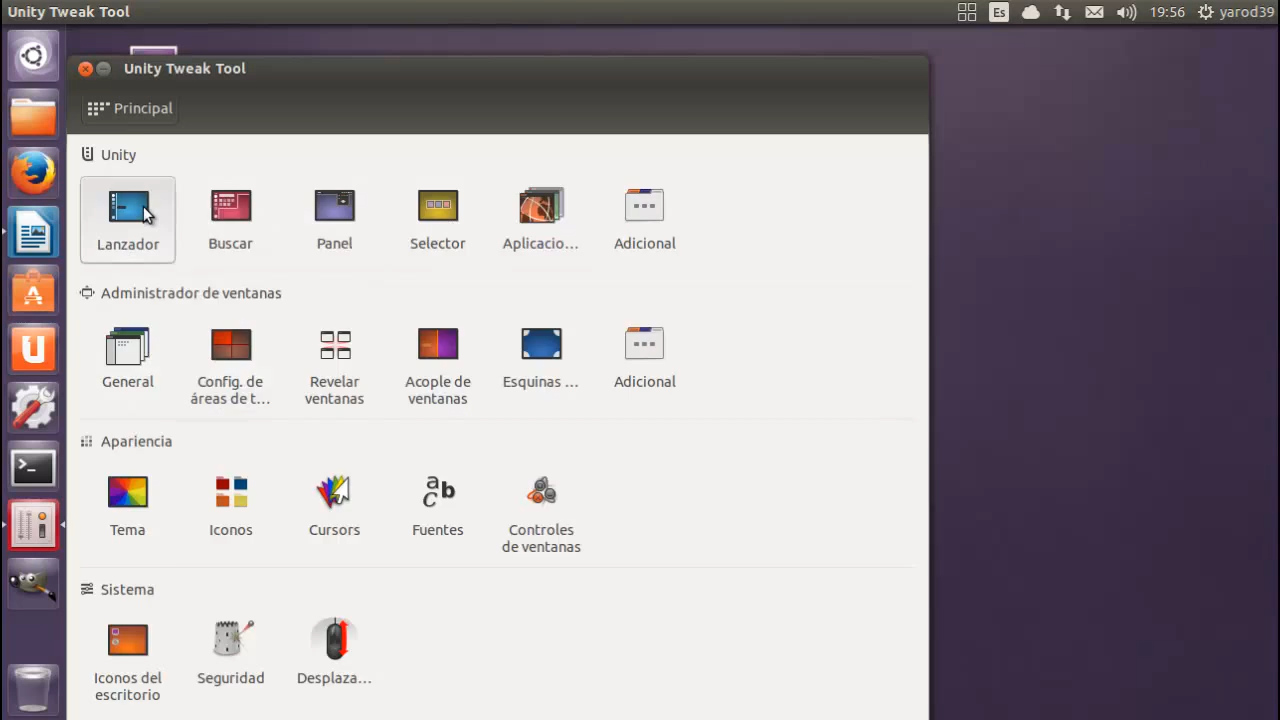 Unity Tweak Tool
Es
19:56
yarod39
Unity Tweak Tool
Principal
Unity
Lanzador
Buscar
Panel
Selector
Aplicacio...
Adicional
Administrador de ventanas
General
Config. de
áreas de t...
Revelar
ventanas
Acople de
ventanas
Esquinas ...
Adicional
Apariencia
Tema
Iconos
Cursors
Fuentes
Controles
de ventanas
Sistema
Iconos del
escritorio
Seguridad
Desplaza...